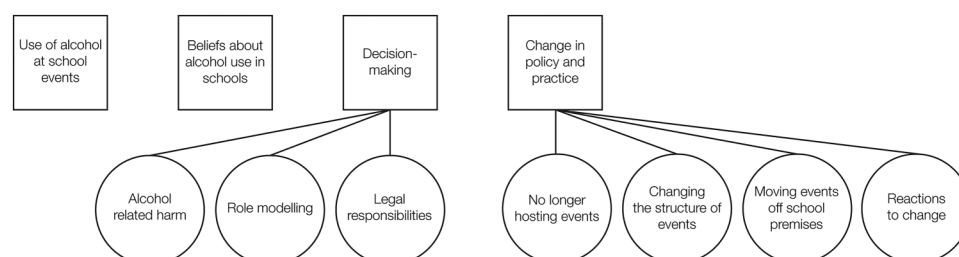 Use of alcohol
at school
events
Beliefs about
alcohol use in
schools
Decision-
making
Change in
policy and
practice
Alcohol
related harm
Role modelling
Legal
responsibilities
No longer
hosting events
Changing
the structure of
events
Moving events
off school
premises
Reactions
to change